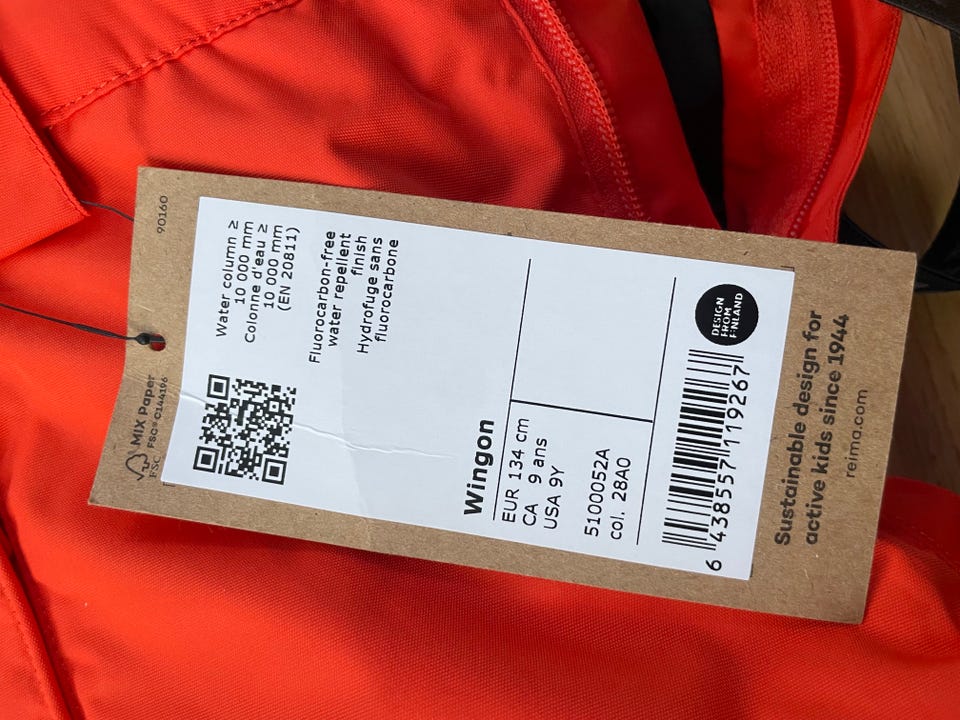 90160
MIX Paper
FSC® C144196
FSC
Water column ≥
10 000 mm
Colonne d'eau ≥
10 000 mm
(EN 20811)
Fluorocarbon-free
water repellent
finish
Hydrofuge sans
fluorocarbone
Wingon
EUR 134 cm
CA 9 ans
USA 9Y
5100052A
col. 28A0
DESIGN
FROM
FINLAND
6 438557 119267
Sustainable design for
active kids since 1944
reima.com